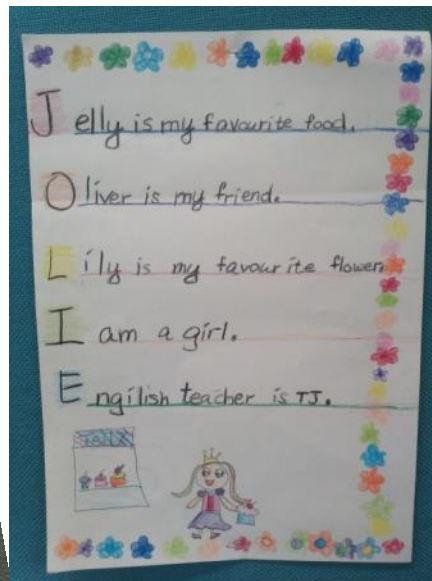 Jelly is my favourite food.
Oliver is my friend.
Lily is my favourite flower.
I am a girl.
Engilish teacher is TJ.